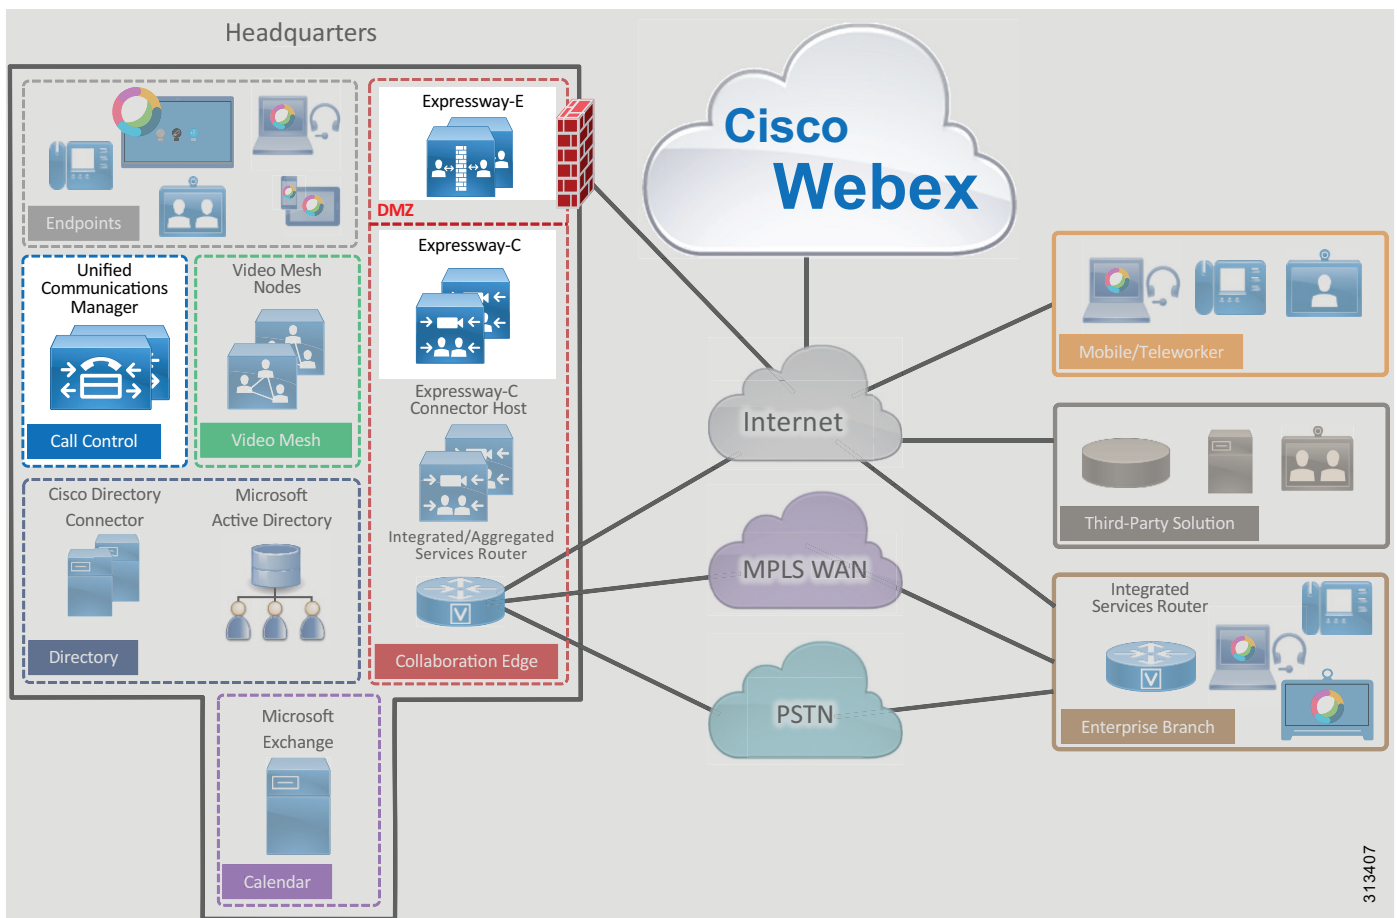 Headquarters
Endpoints
Expressway-E
DMZ
Expressway-C
Unified
Communications
Manager
Call Control
Video Mesh
Nodes
Video Mesh
Expressway-C
Connector Host
Integrated/Aggregated
Services Router
V
Collaboration Edge
Cisco Directory
Connector
Microsoft
Active Directory
Directory
Microsoft
Exchange
Calendar
Cisco
Webex
Internet
MPLS WAN
PSTN
Mobile/Teleworker
Third-Party Solution
Integrated
Services Router
V
Enterprise Branch
313407